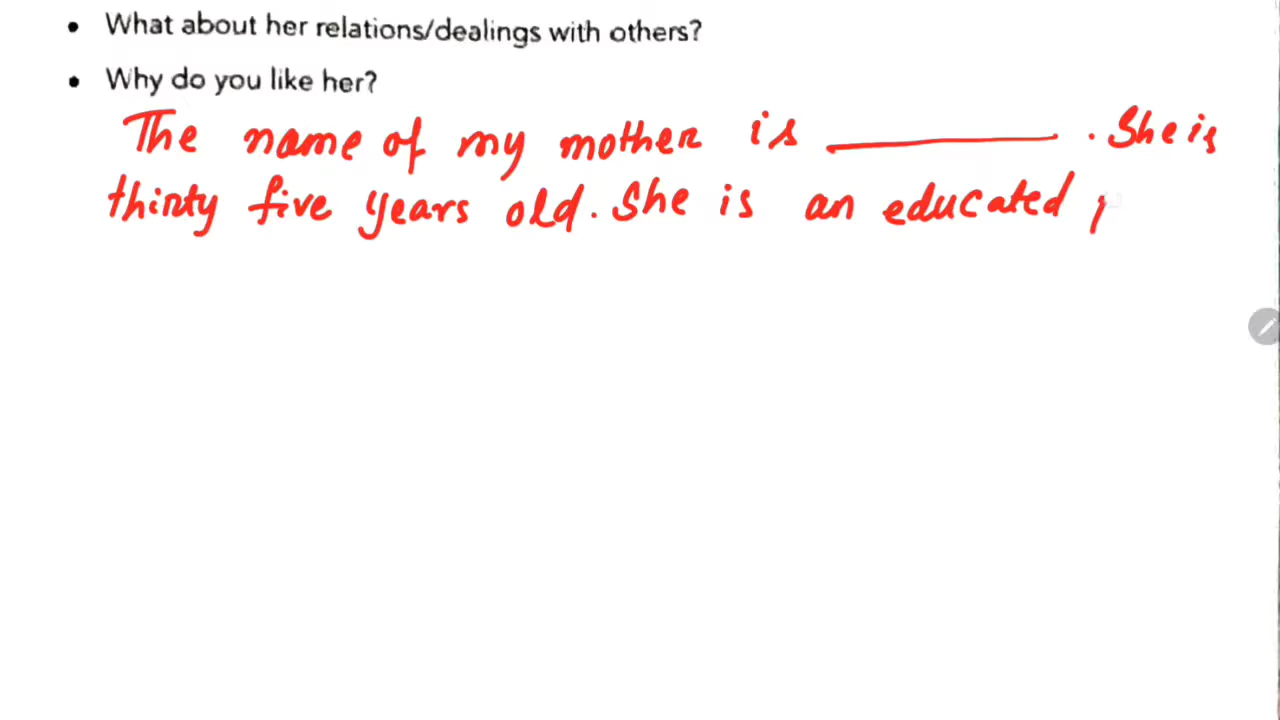 • What about her relations/dealings with others?
• Why do you like her?
The name of my mother is ________ . She is
thirty five years old. She is an educated